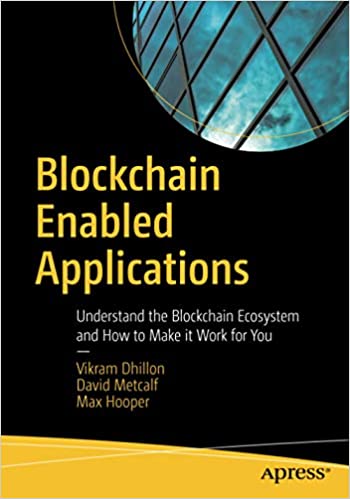 Blockchain
Enabled
Applications
Understand the Blockchain Ecosystem
and How to Make it Work for You
—
Vikram Dhillon
David Metcalf
Max Hooper
Apress®